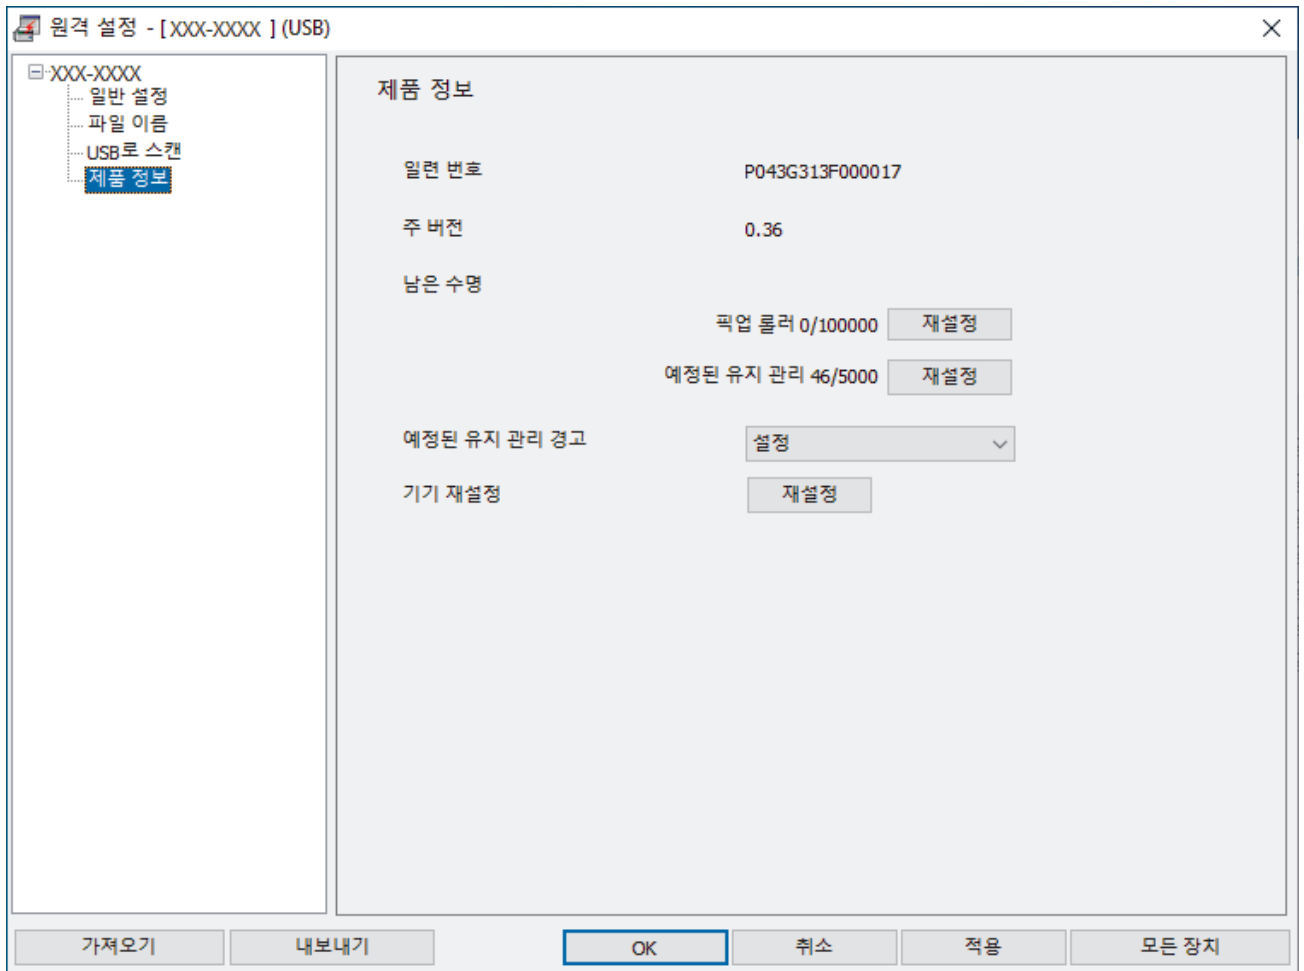 원격 설정 - [ XXX-XXXX ] (USB)
XXX-XXXX
일반 설정
파일 이름
USB로 스캔
제품 정보
제품 정보
일련 번호 P043G313F000017
주 버전 0.36
남은 수명
픽업 롤러 0/100000 재설정
예정된 유지 관리 46/5000 재설정
예정된 유지 관리 경고 설정
기기 재설정 재설정
가져오기 내보내기 OK 취소 적용 모든 장치